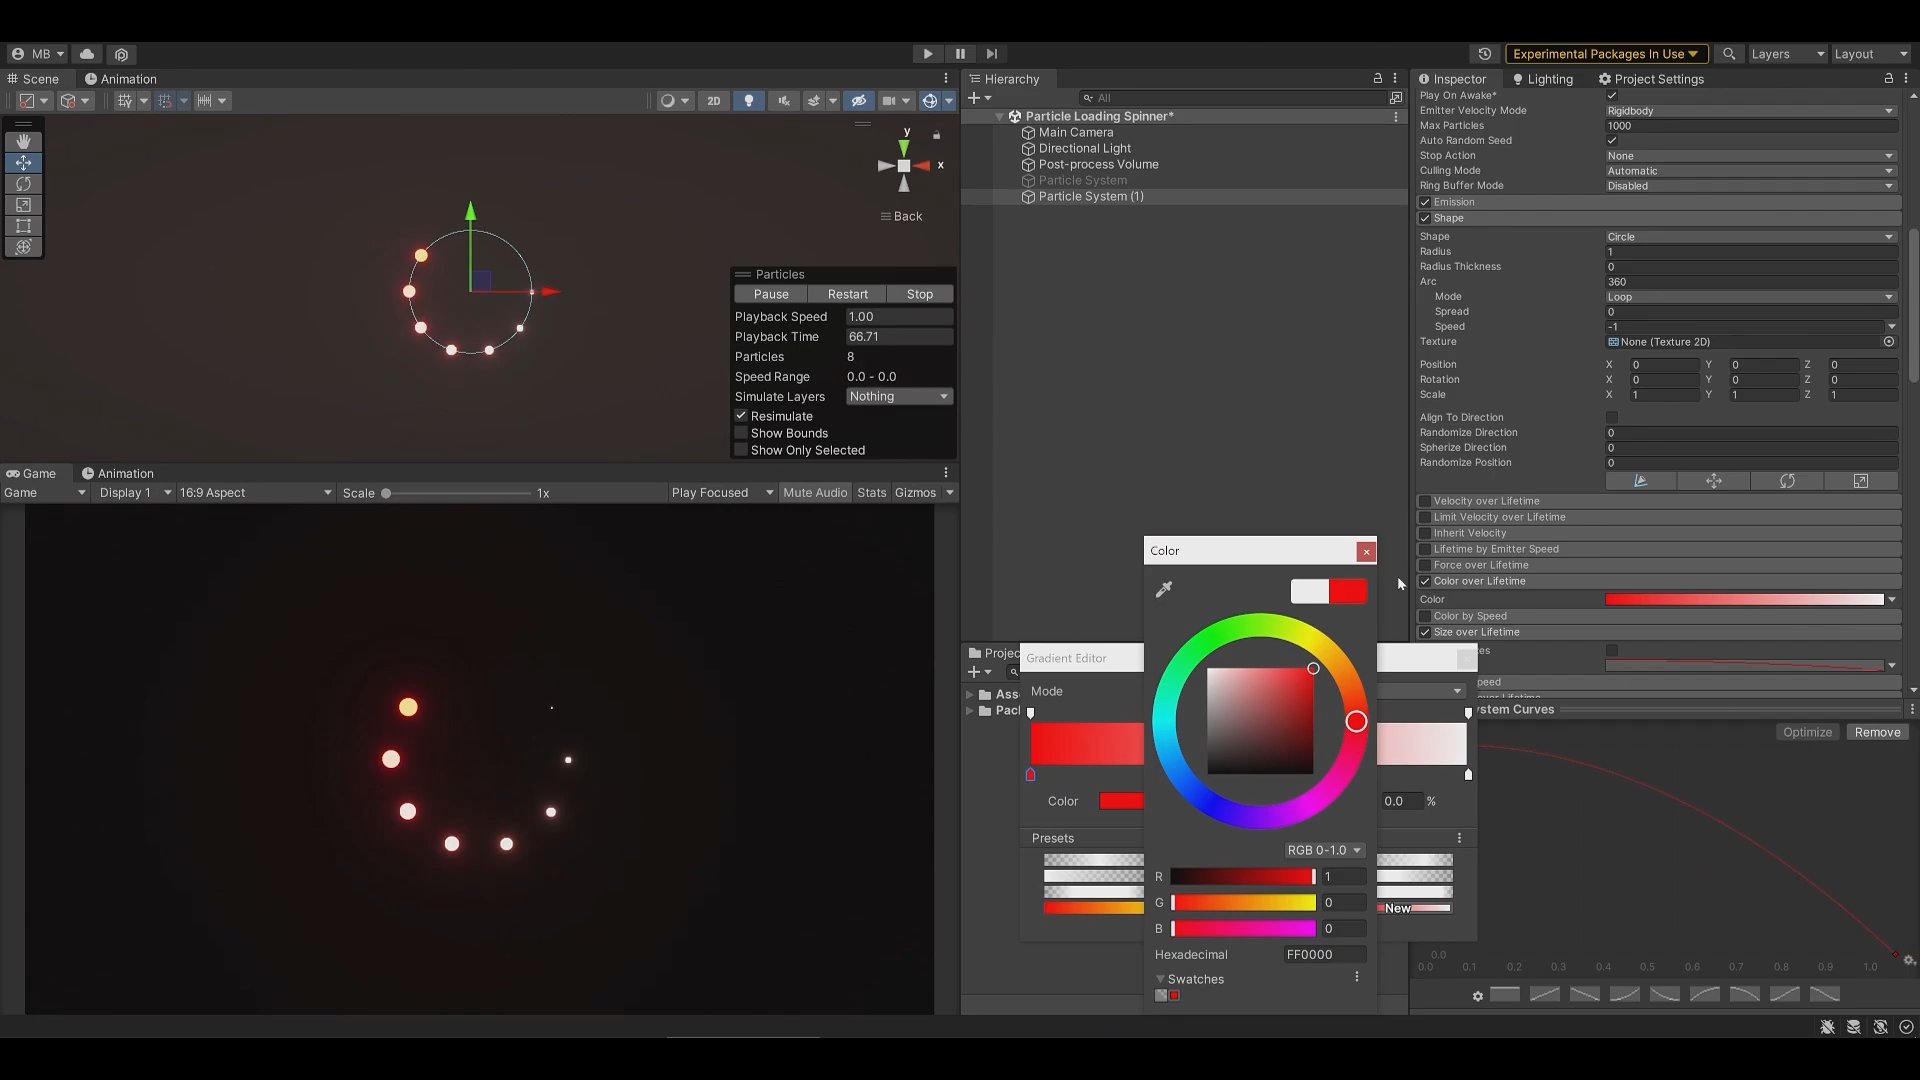 MB
Experimental Packages In Use
Layers
Layout
Scene
Animation
2D
y
x
Back
Particles
Pause
Restart
Stop
Playback Speed
1.00
Playback Time
66.71
Particles
8
Speed Range
0.0 - 0.0
Simulate Layers
Nothing
Resimulate
Show Bounds
Show Only Selected
Game
Animation
Game
Display 1
16:9 Aspect
Scale
1x
Play Focused
Mute Audio
Stats
Gizmos
Hierarchy
All
Particle Loading Spinner*
Main Camera
Directional Light
Post-process Volume
Particle System
Particle System (1)
Inspector
Lighting
Project Settings
Play On Awake*
Emitter Velocity Mode
Rigidbody
Max Particles
1000
Auto Random Seed
Stop Action
None
Culling Mode
Automatic
Ring Buffer Mode
Disabled
Emission
Shape
Shape
Circle
Radius
1
Radius Thickness
0
Arc
360
Mode
Loop
Spread
0
Speed
-1
Texture
None (Texture 2D)
Position
X 0 Y 0 Z 0
Rotation
X 0 Y 0 Z 0
Scale
X 1 Y 1 Z 1
Align To Direction
Randomize Direction
0
Spherize Direction
0
Randomize Position
0
Velocity over Lifetime
Limit Velocity over Lifetime
Inherit Velocity
Lifetime by Emitter Speed
Force over Lifetime
Color over Lifetime
Color
Color by Speed
Size over Lifetime
es
peed
stem Curves
Optimize
Remove
0.0
0.0 0.1 0.2 0.3 0.4 0.5 0.6 0.7 0.8 0.9 1.0
Projec
Ass
Pacl
Gradient Editor
Mode
Color
0.0 %
Presets
New
Color
RGB 0-1.0
R 1
G 0
B 0
Hexadecimal
FF0000
Swatches